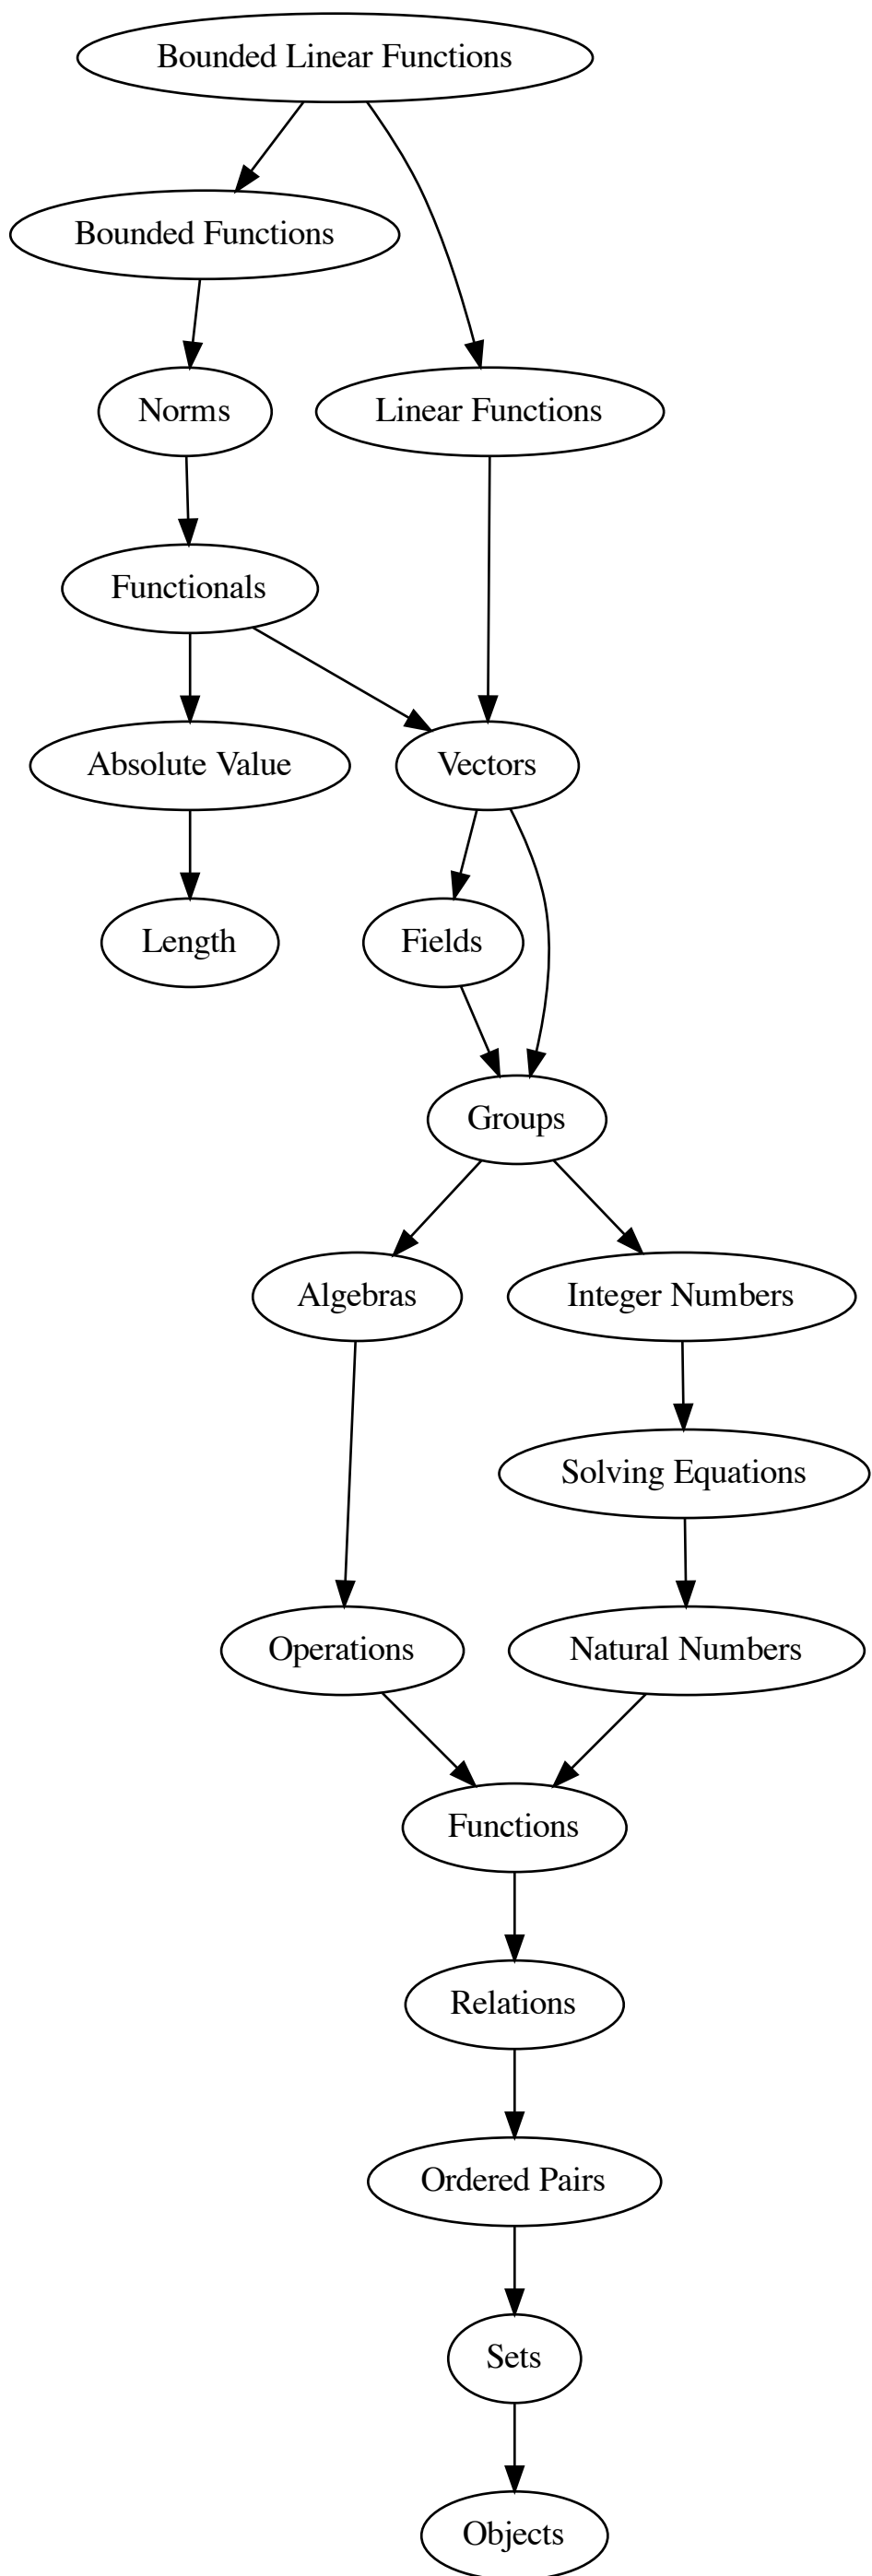 Bounded Linear Functions
Bounded Functions
Norms
Linear Functions
Functionals
Absolute Value
Vectors
Length
Fields
Groups
Algebras
Integer Numbers
Solving Equations
Operations
Natural Numbers
Functions
Relations
Ordered Pairs
Sets
Objects